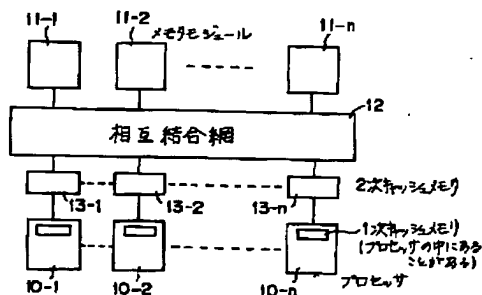 11-1
11-2
11-n
メモリモジュール
12
相互結合網
13-1
13-2
13-n
2次キャッシュメモリ
1次キャッシュメモリ
(プロセッサの中にある
ことがある)
10-1
10-2
10-n
プロセッサ